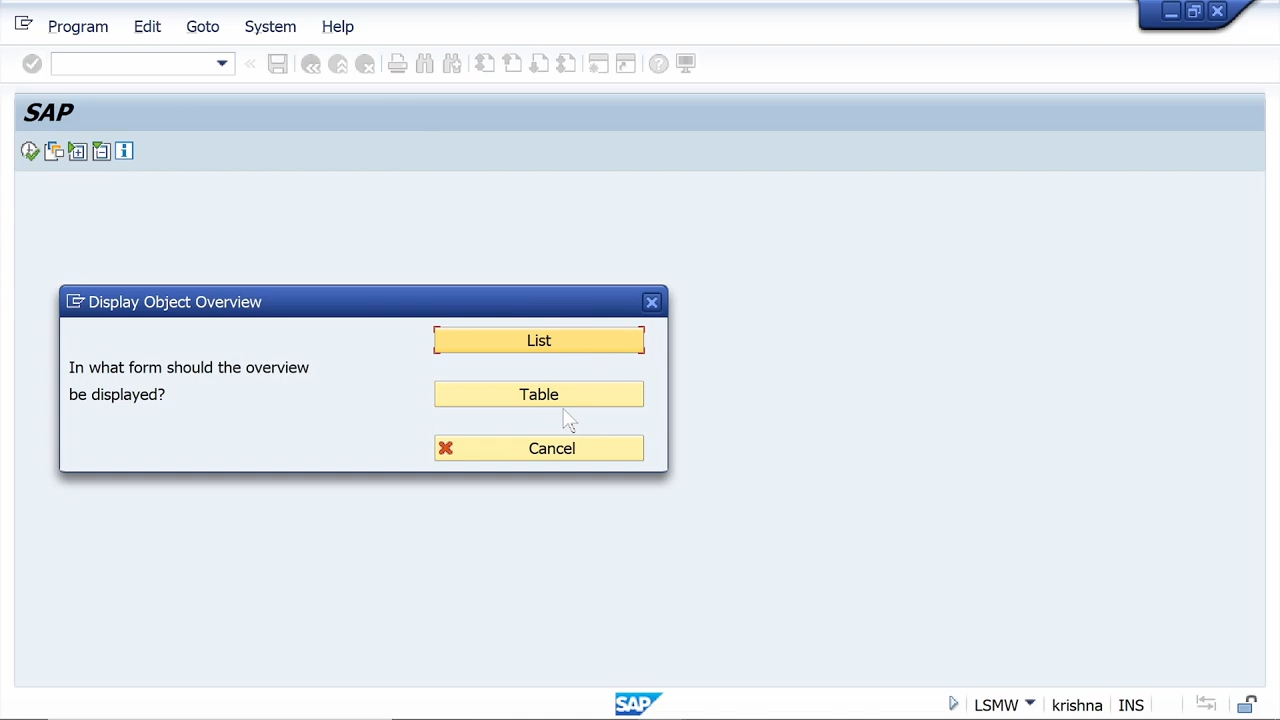 Program Edit Goto System Help
SAP
Display Object Overview
List
In what form should the overview
be displayed?
Table
Cancel
SAP LSMW krishna INS